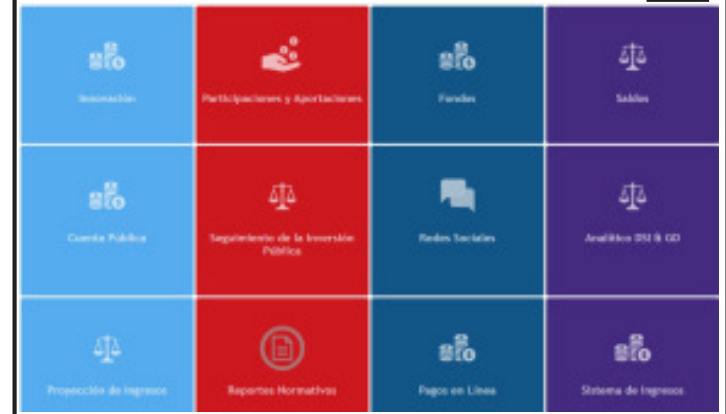 Innovación
Participaciones y Aportaciones
Fondos
Saldos
Cuenta Pública
Seguimiento de la Inversión
Pública
Redes Sociales
Analítico DSI & GD
Proyección de Ingresos
Reportes Normativos
Pagos en Línea
Sistema de Ingresos